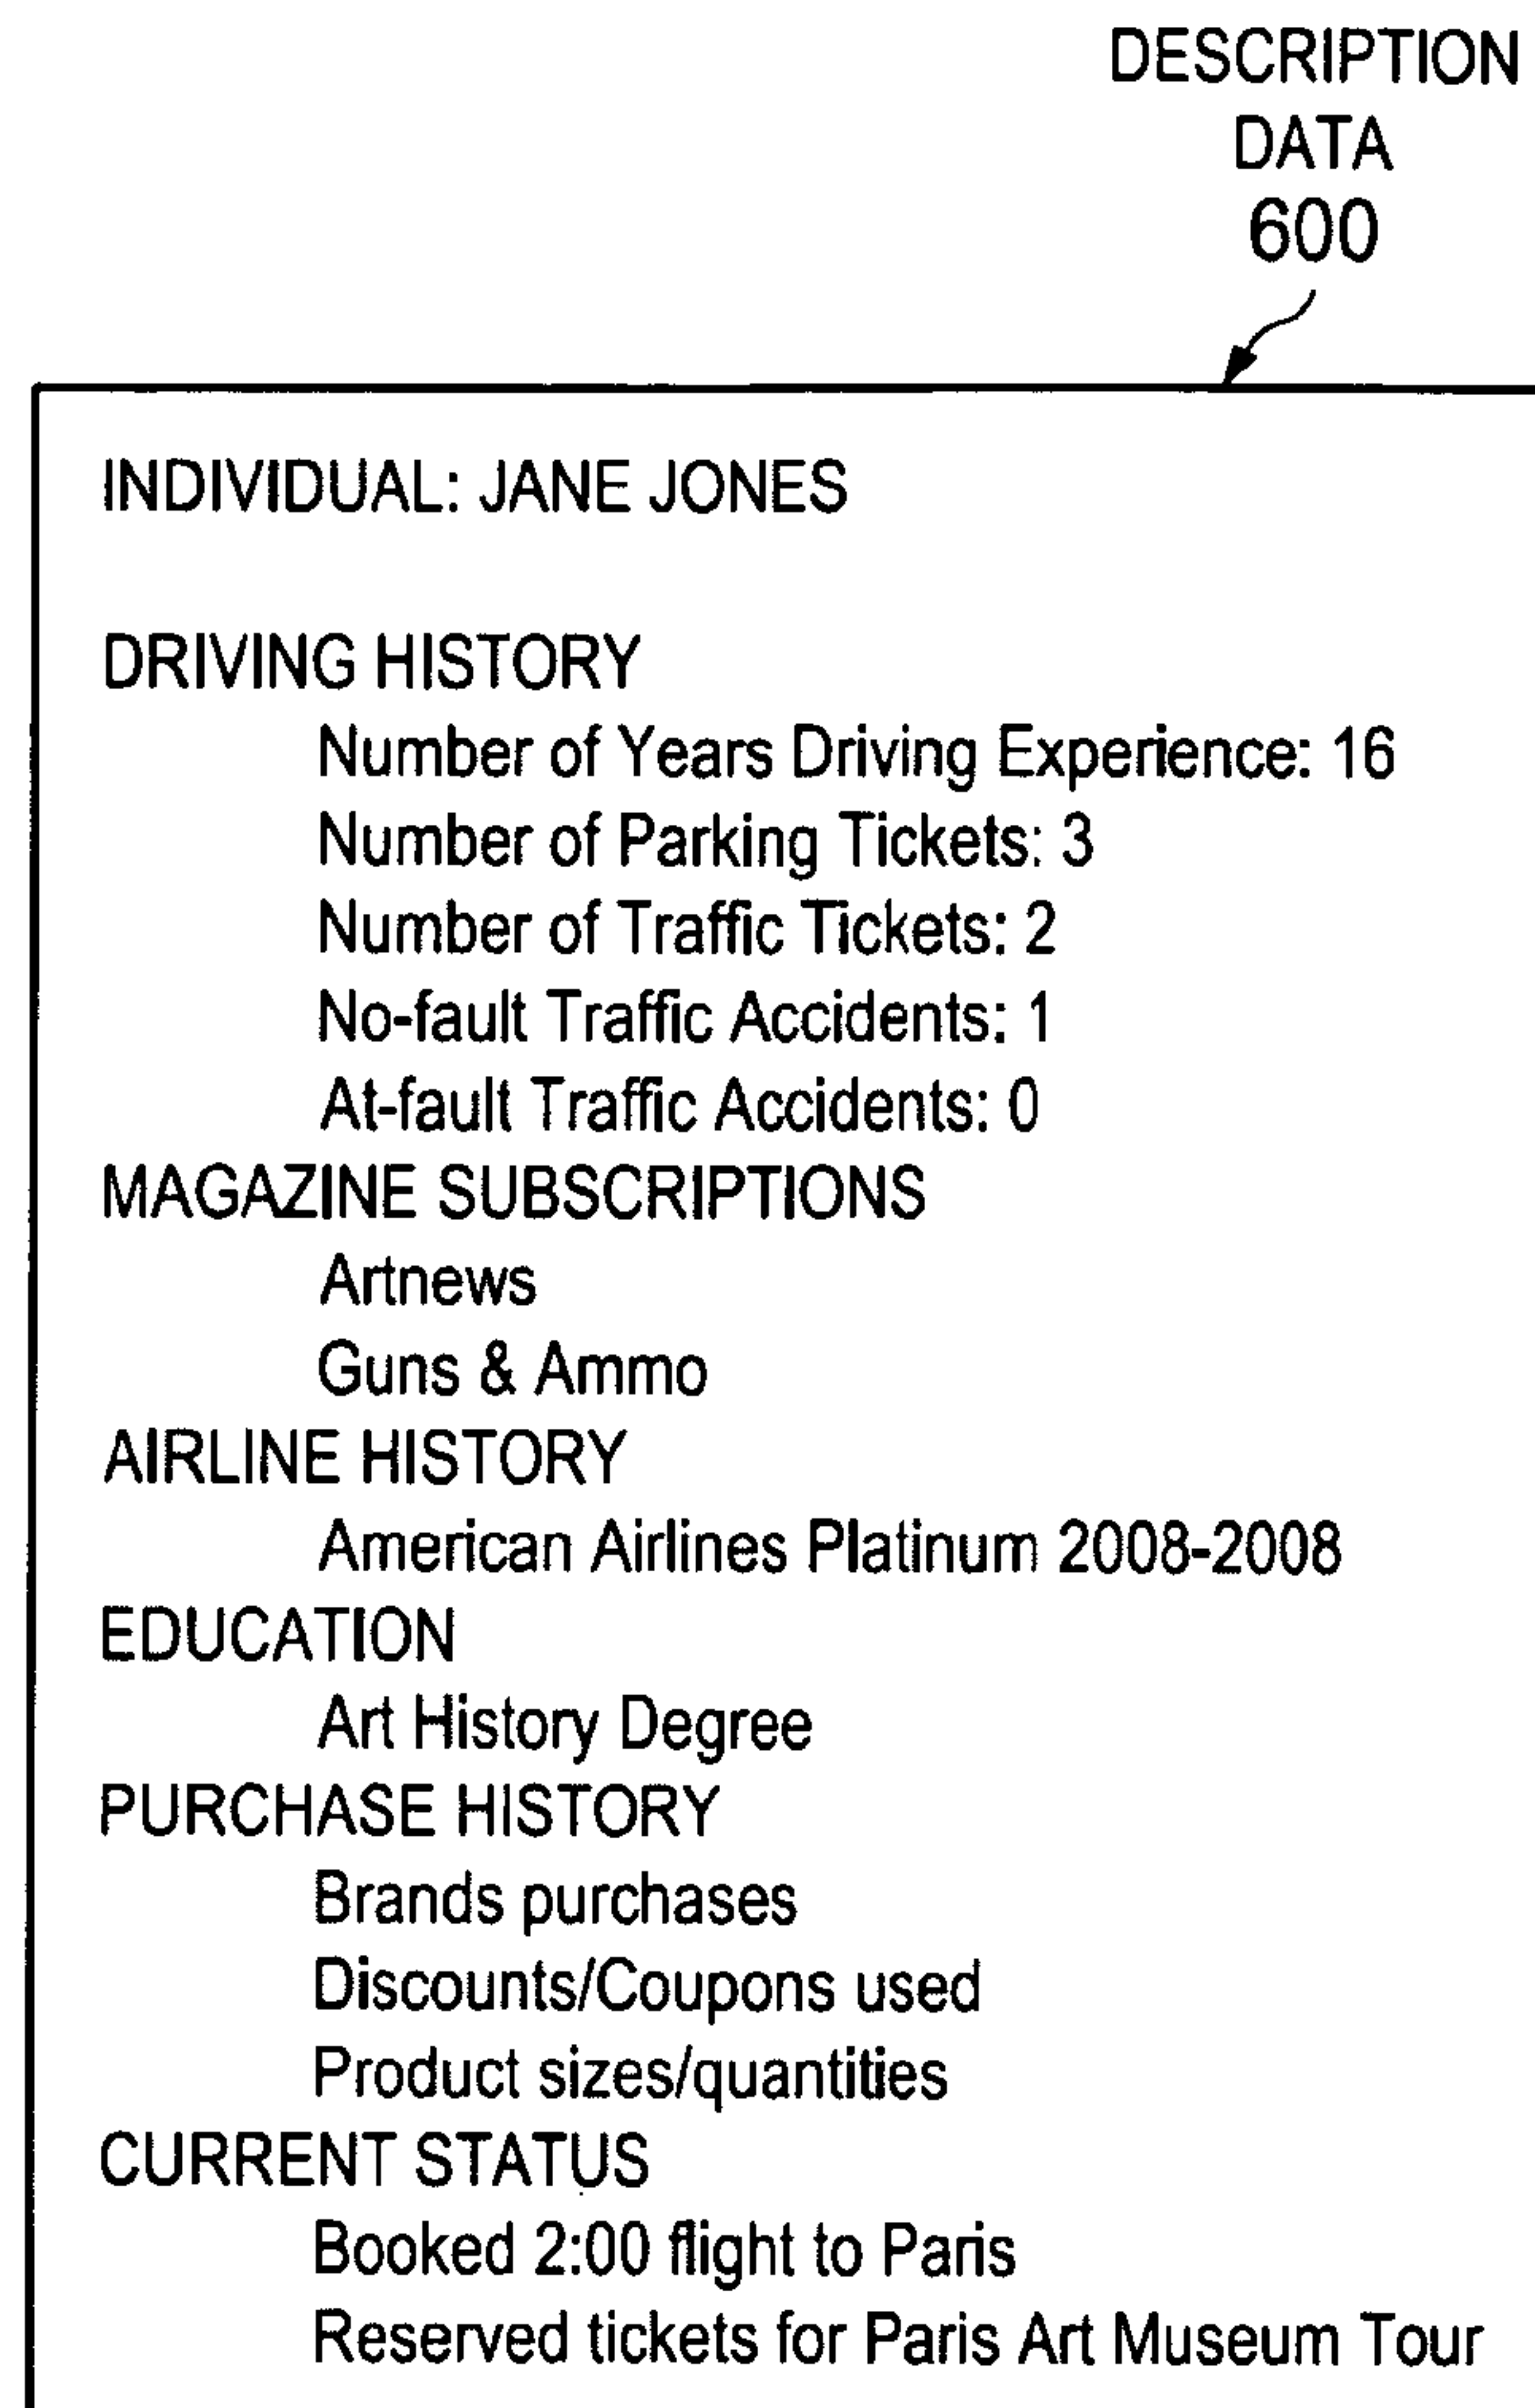 DESCRIPTION
DATA
600
INDIVIDUAL: JANE JONES
DRIVING HISTORY
Number of Years Driving Experience: 16
Number of Parking Tickets: 3
Number of Traffic Tickets: 2
No-fault Traffic Accidents: 1
At-fault Traffic Accidents: 0
MAGAZINE SUBSCRIPTIONS
Artnews
Guns & Ammo
AIRLINE HISTORY
American Airlines Platinum 2008-2008
EDUCATION
Art History Degree
PURCHASE HISTORY
Brands purchases
Discounts/Coupons used
Product sizes/quantities
CURRENT STATUS
Booked 2:00 flight to Paris
Reserved tickets for Paris Art Museum Tour